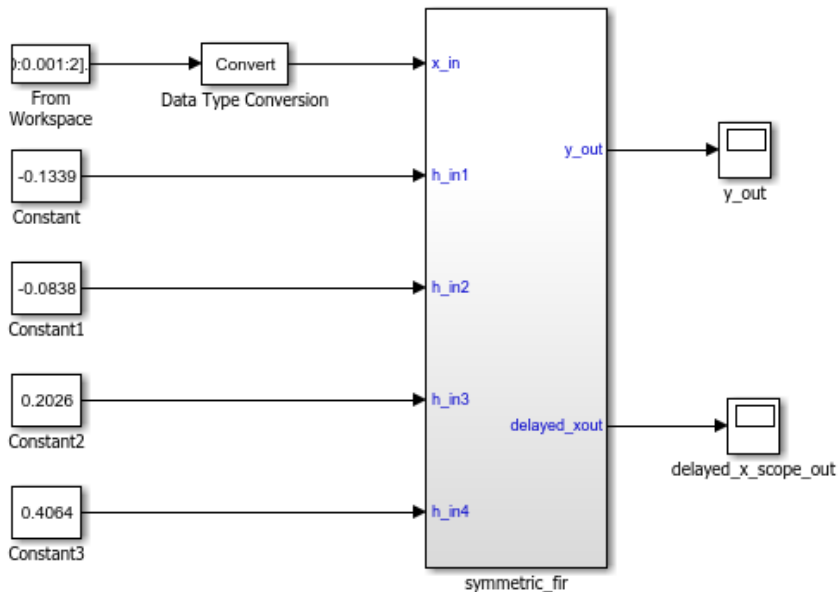 0:0.001:2].
From
Workspace
Convert
Data Type Conversion
x_in
-0.1339
Constant
h_in1
-0.0838
Constant1
h_in2
0.2026
Constant2
h_in3
0.4064
Constant3
h_in4
y_out
delayed_xout
symmetric_fir
y_out
delayed_x_scope_out